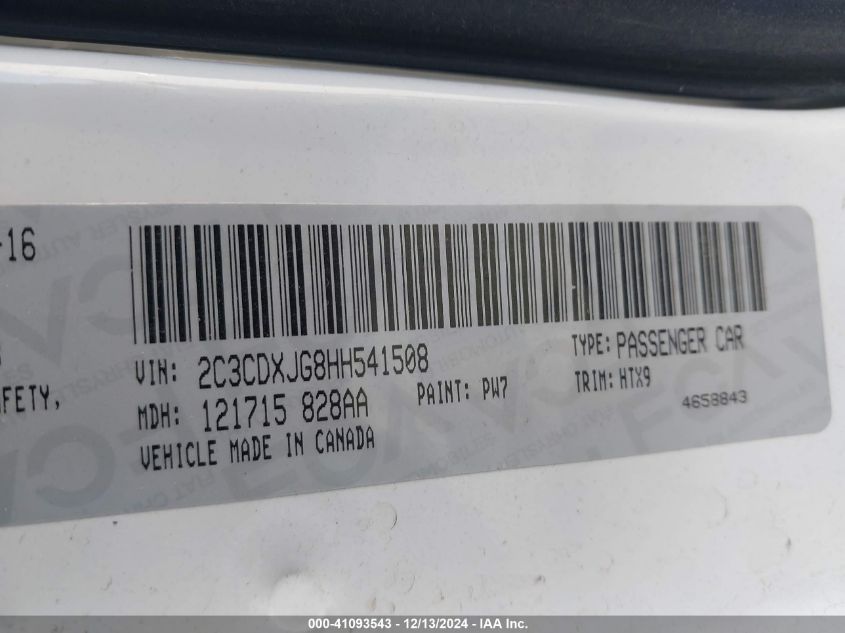 -16
VIN: 2C3CDXJG8HH541508
TYPE: PASSENGER CAR
AFETY,
MDH: 121715 828AA
PAINT: PW7
TRIM: HTX9
4658843
VEHICLE MADE IN CANADA
000-41093543 - 12/13/2024 - IAA Inc.